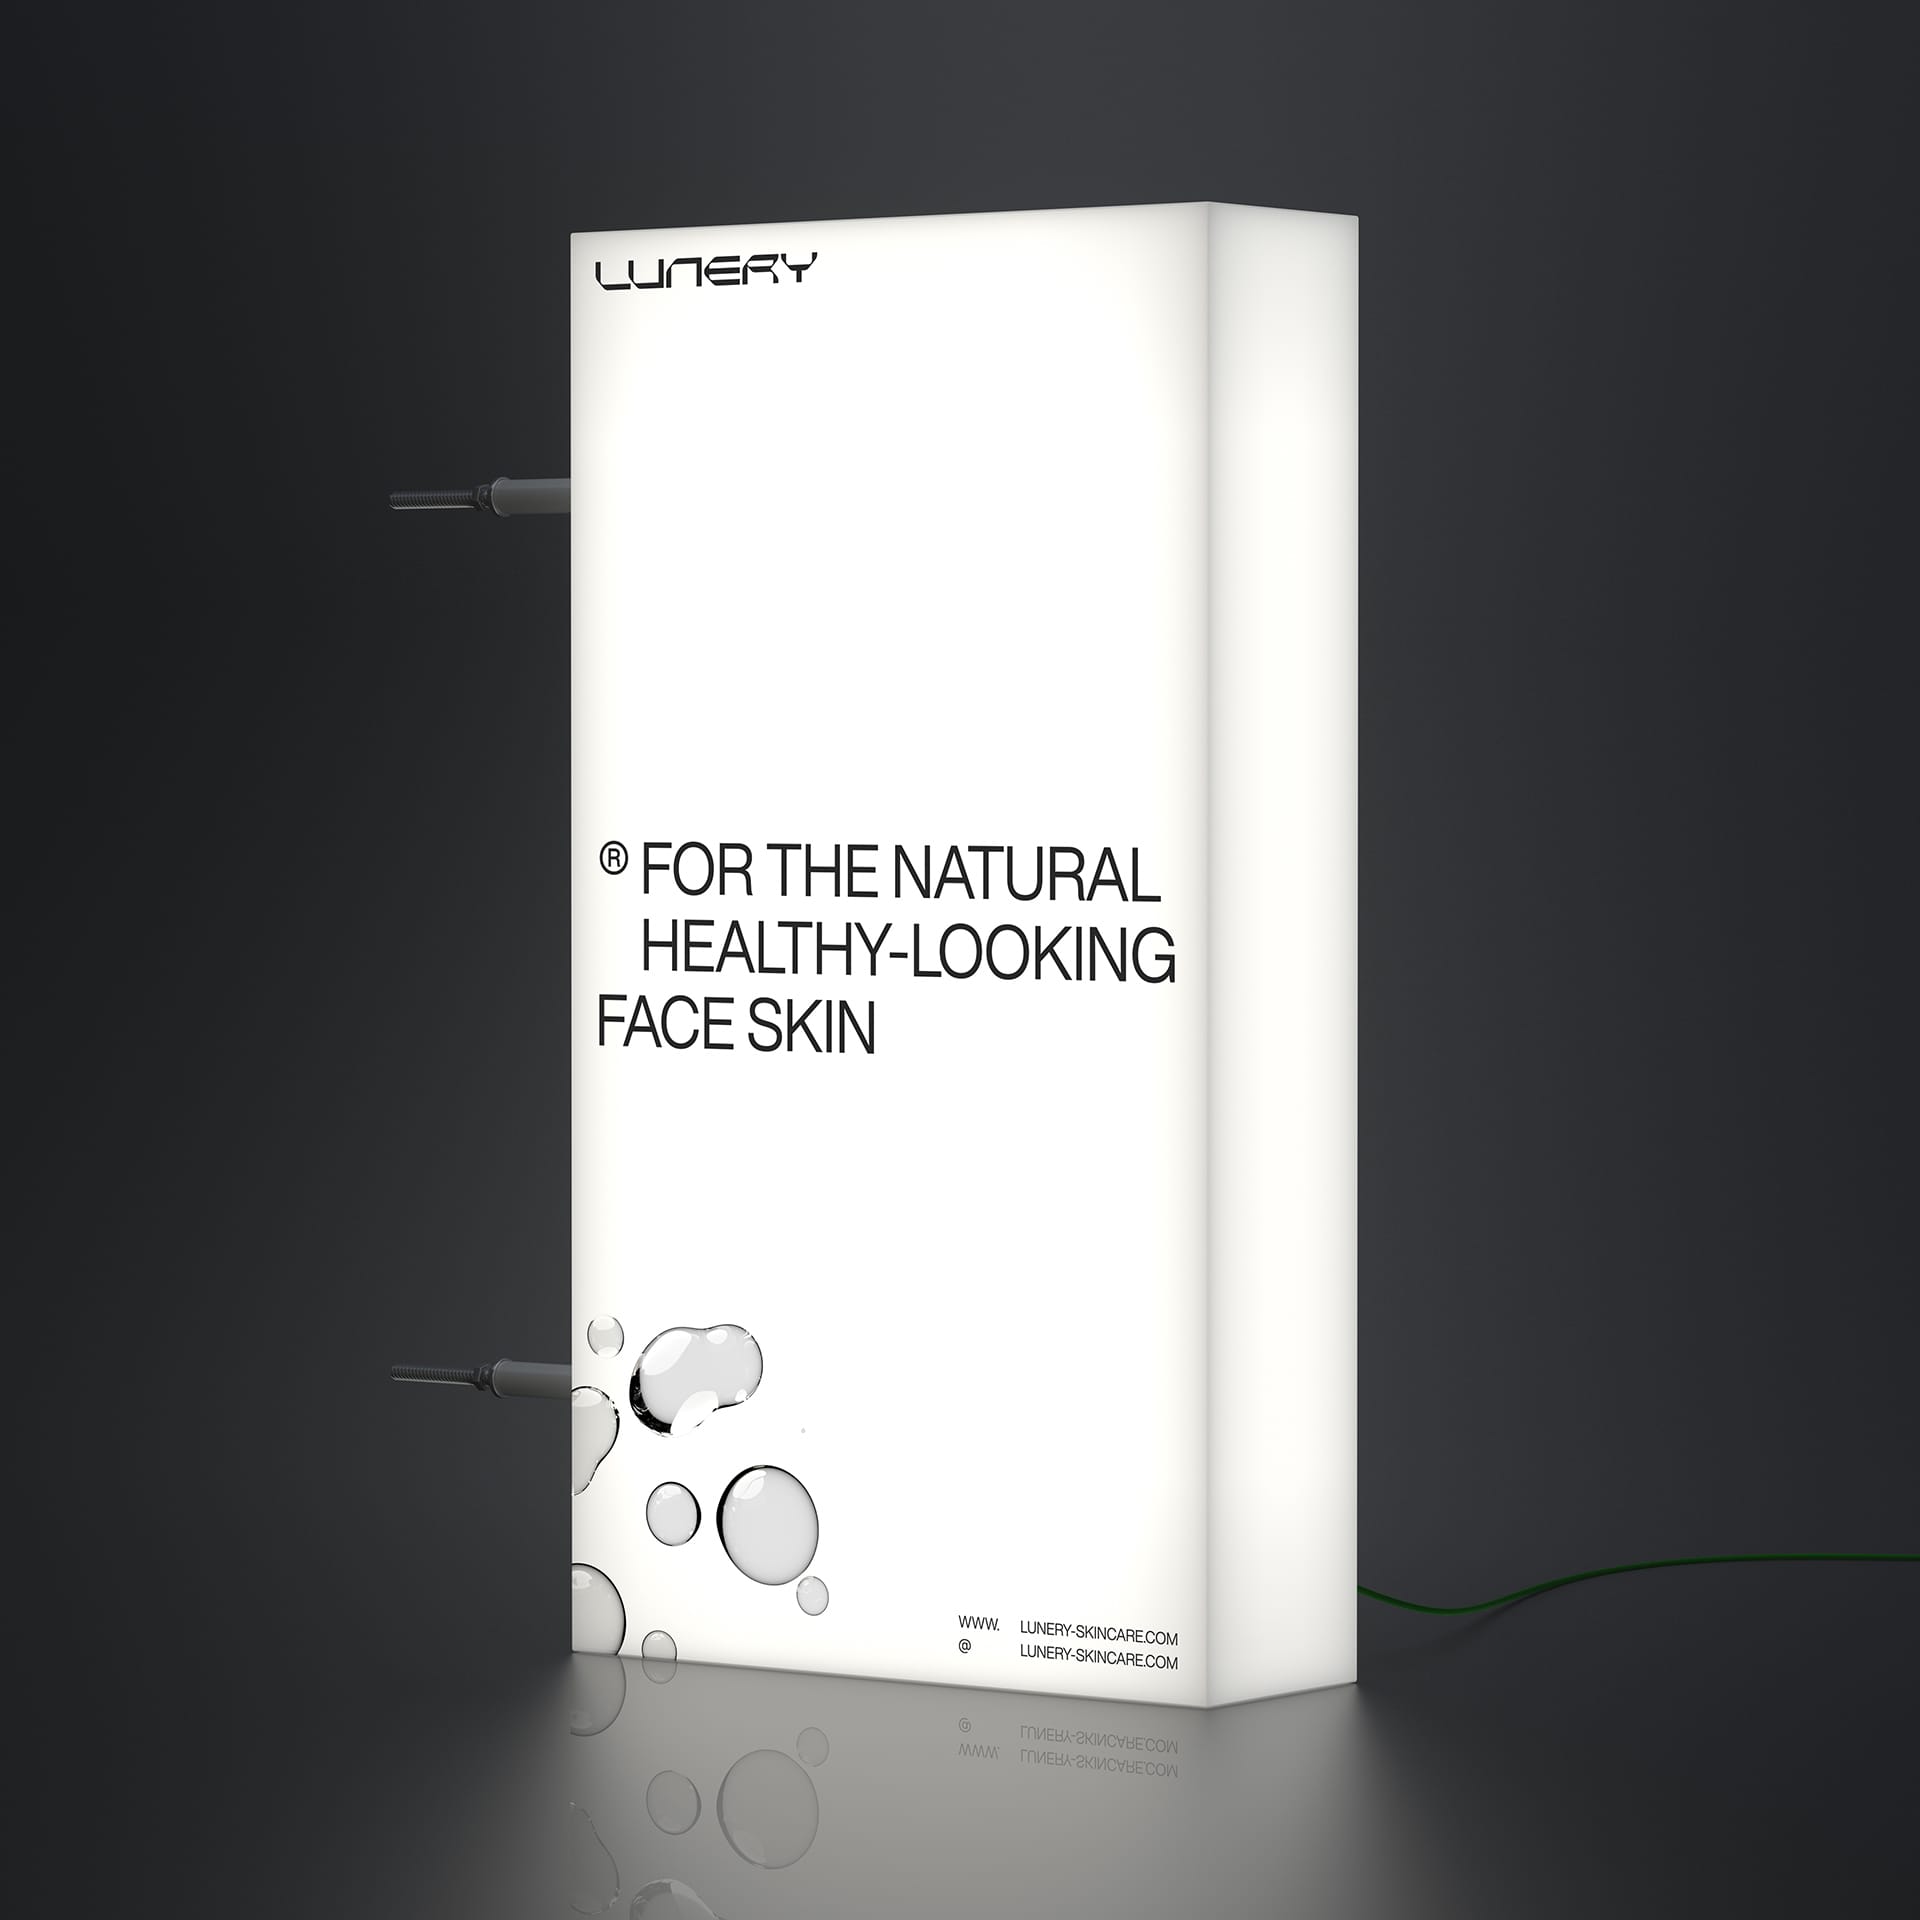 LUNERY
® FOR THE NATURAL
HEALTHY-LOOKING
FACE SKIN
WWW. LUNERY-SKINCARE.COM
@ LUNERY-SKINCARE.COM